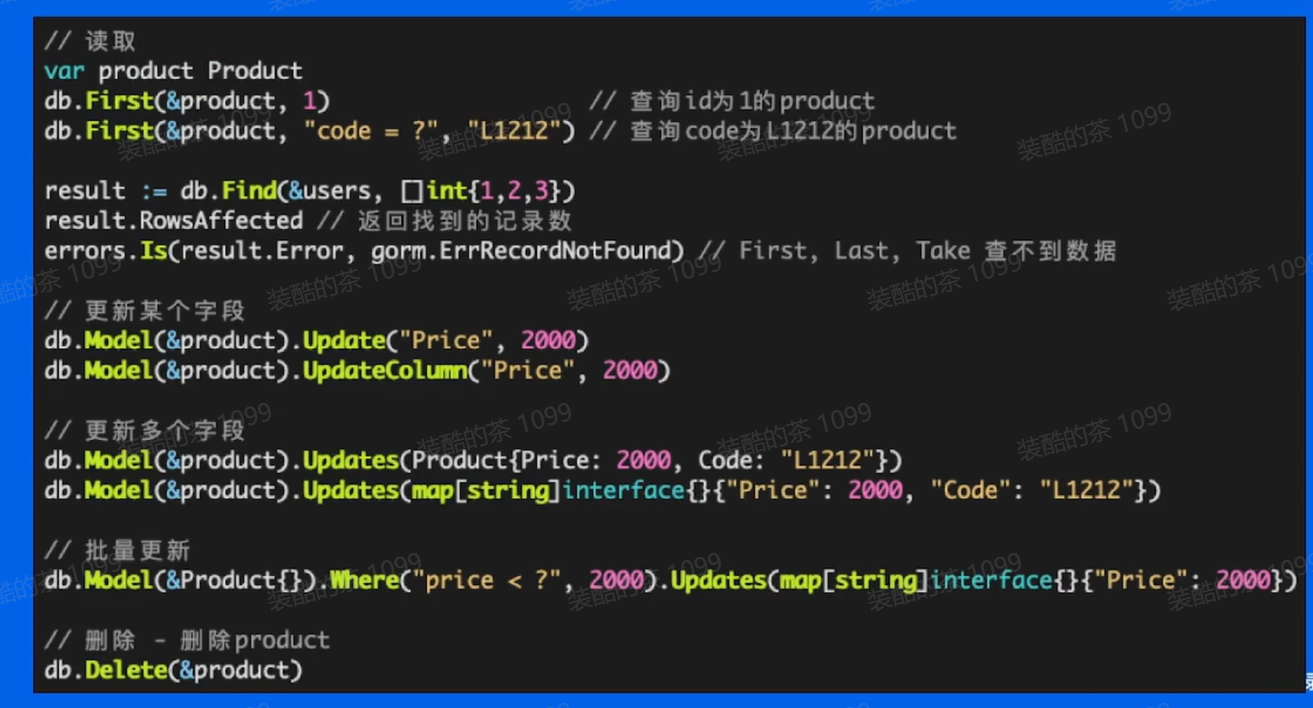 // 读取
var product Product
db.First(&product, 1) // 查询id为1的product
db.First(&product, "code = ?", "L1212") // 查询code为L1212的product
result := db.Find(&users, []int{1,2,3})
result.RowsAffected // 返回找到的记录数
errors.Is(result.Error, gorm.ErrRecordNotFound) // First, Last, Take 查不到数据
// 更新某个字段
db.Model(&product).Update("Price", 2000)
db.Model(&product).UpdateColumn("Price", 2000)
// 更新多个字段
db.Model(&product).Updates(Product{Price: 2000, Code: "L1212"})
db.Model(&product).Updates(map[string]interface{}{"Price": 2000, "Code": "L1212"})
// 批量更新
db.Model(&Product{}).Where("price < ?", 2000).Updates(map[string]interface{}{"Price": 2000})
// 删除 - 删除product
db.Delete(&product)
装酷的茶 1099